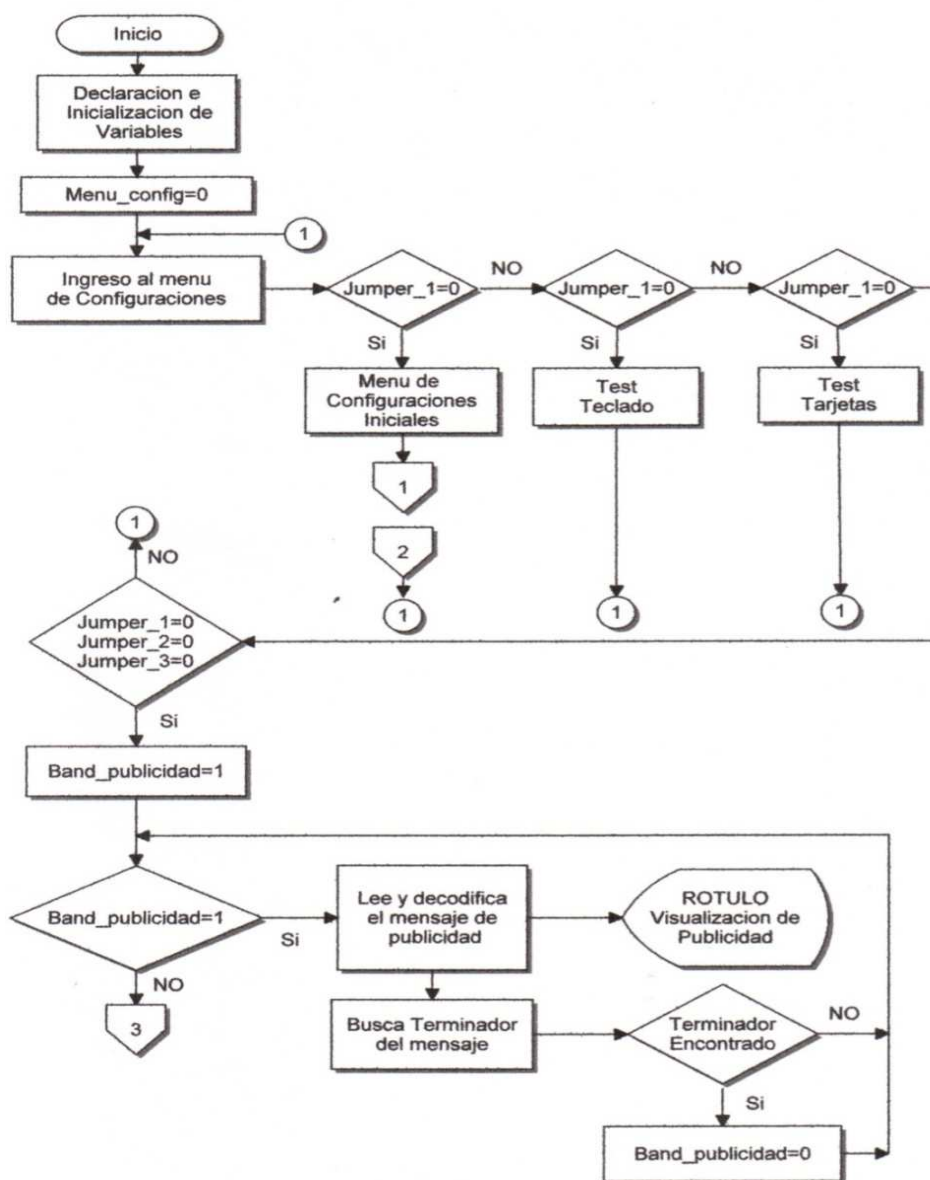 Inicio
Declaracion e
Inicializacion de
Variables
Menu_config=0
1
Ingreso al menu
de Configuraciones
Jumper_1=0
NO
Jumper_1=0
NO
Jumper_1=0
Si
Si
Si
Menu de
Configuraciones
Iniciales
Test
Teclado
Test
Tarjetas
1
2
1
1
1
1
NO
Jumper_1=0
Jumper_2=0
Jumper_3=0
Si
Band_publicidad=1
Band_publicidad=1
Si
Lee y decodifica
el mensaje de
publicidad
ROTULO
Visualizacion de
Publicidad
NO
3
Busca Terminador
del mensaje
Terminador
Encontrado
NO
Si
Band_publicidad=0